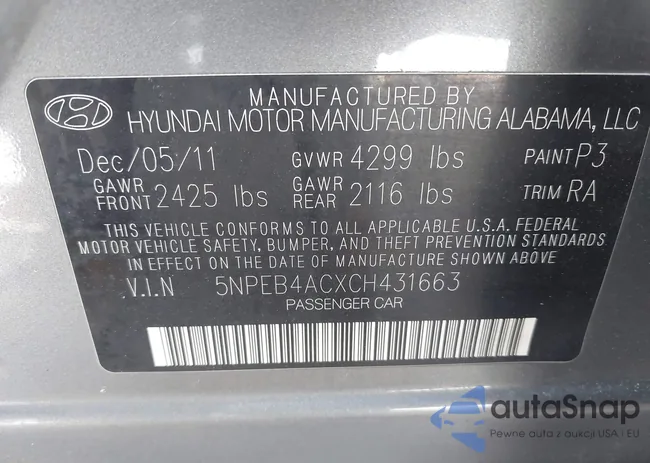 MANUFACTURED BY
HYUNDAI MOTOR MANUFACTURING ALABAMA, LLC
Dec/05/11 GVWR 4299 lbs PAINT P3
GAWR FRONT 2425 lbs GAWR REAR 2116 lbs TRIM RA
THIS VEHICLE CONFORMS TO ALL APPLICABLE U.S.A. FEDERAL
MOTOR VEHICLE SAFETY, BUMPER, AND THEFT PREVENTION STANDARDS
IN EFFECT ON THE DATE OF MANUFACTURE SHOWN ABOVE
V.I.N 5NPEB4ACXCH431663
PASSENGER CAR
autaSnap
Pewne auta z aukcji USA i EU